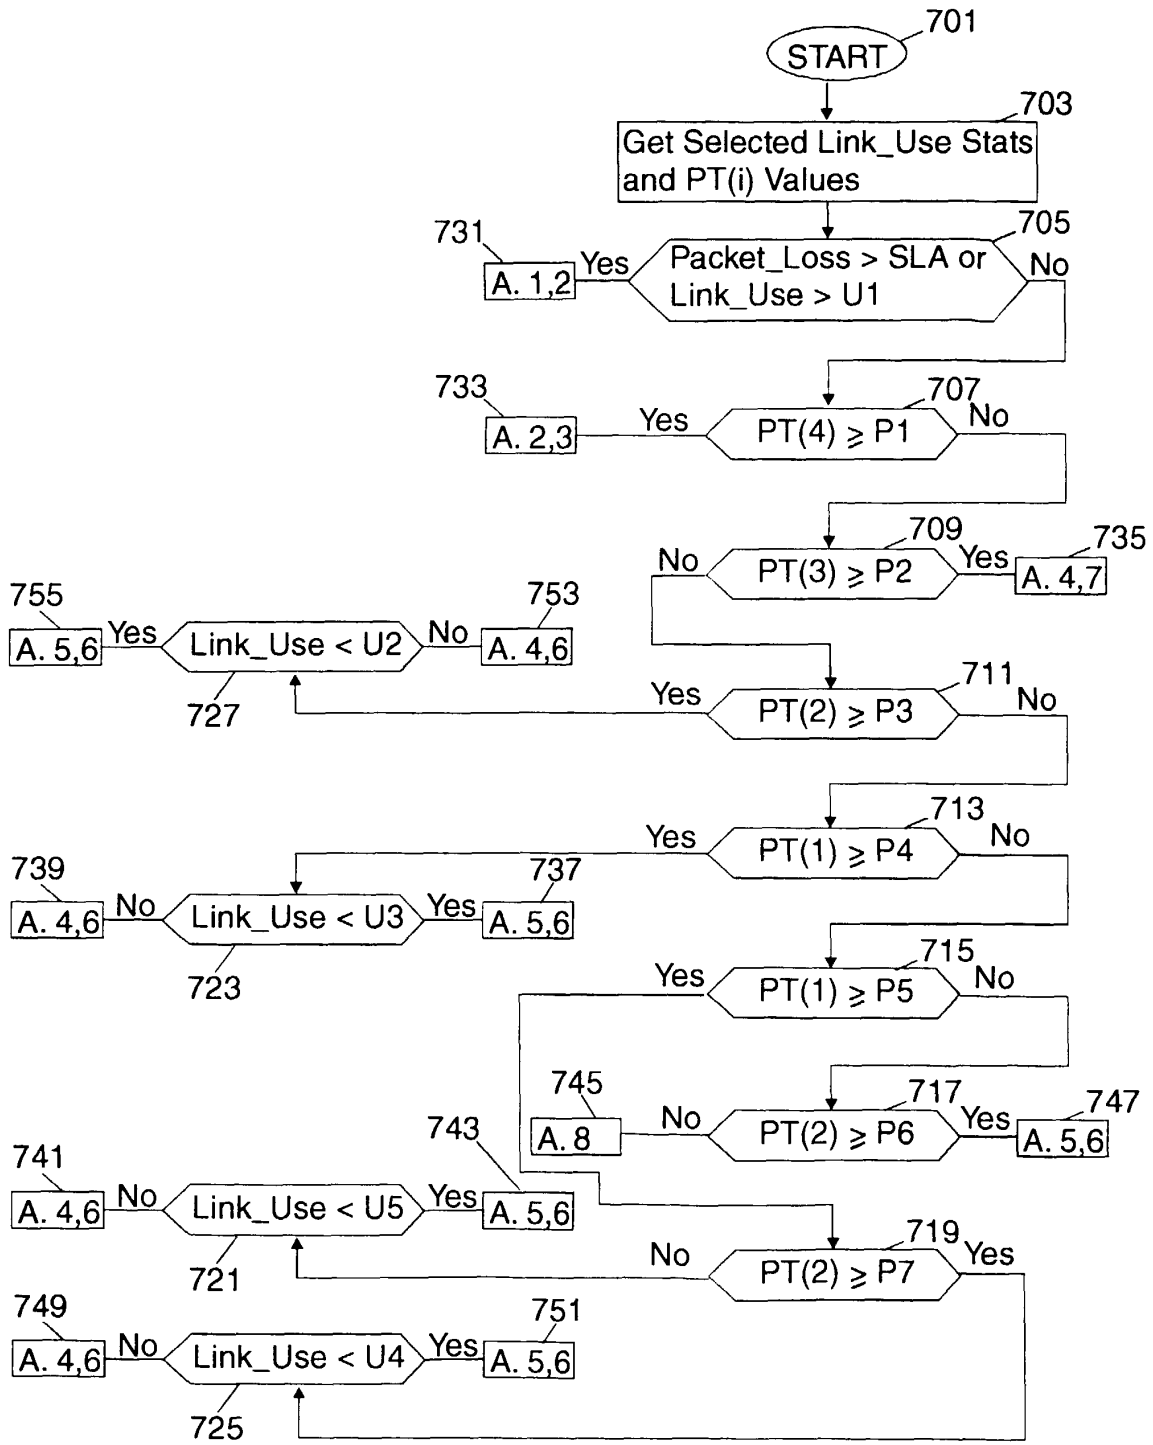 701
START
703
Get Selected Link_Use Stats
and PT(i) Values
705
731
Yes
Packet_Loss > SLA or
No
A. 1,2
Link_Use > U1
733
707
Yes
PT(4) ⩾ P1
No
A. 2,3
709
735
No
PT(3) ⩾ P2
Yes
A. 4,7
755
753
Yes
Link_Use < U2
No
A. 5,6
A. 4,6
727
711
Yes
PT(2) ⩾ P3
No
713
Yes
PT(1) ⩾ P4
No
739
737
No
Link_Use < U3
Yes
A. 4,6
A. 5,6
723
715
Yes
PT(1) ⩾ P5
No
745
717
747
No
PT(2) ⩾ P6
Yes
A. 8
A. 5,6
743
741
No
Link_Use < U5
Yes
A. 4,6
A. 5,6
721
719
No
PT(2) ⩾ P7
Yes
749
751
No
Link_Use < U4
Yes
A. 4,6
A. 5,6
725